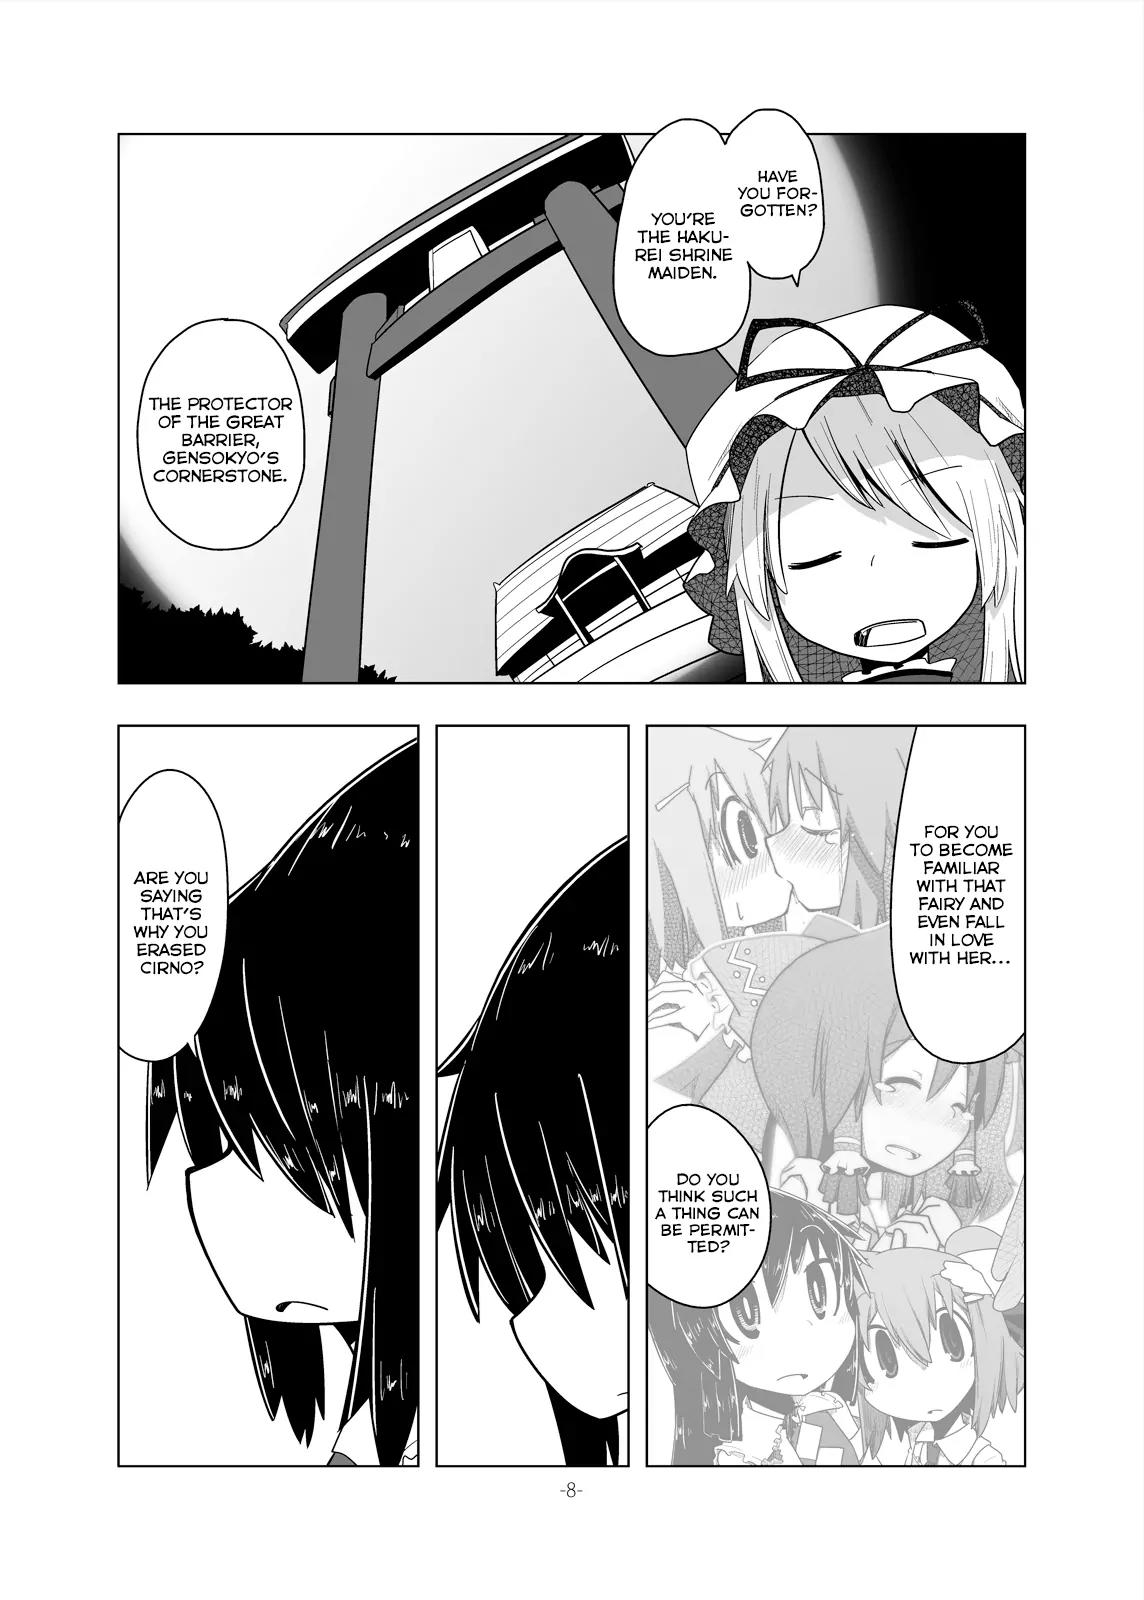 HAVE
YOU FOR-
GOTTEN?
YOU'RE
THE HAKU-
REI SHRINE
MAIDEN.
THE PROTECTOR
OF THE GREAT
BARRIER,
GENSOKYO'S
CORNERSTONE.
FOR YOU
TO BECOME
FAMILIAR
WITH THAT
FAIRY AND
EVEN FALL
IN LOVE
WITH HER...
DO YOU
THINK SUCH
A THING CAN
BE PERMIT-
TED?
ARE YOU
SAYING
THAT'S
WHY YOU
ERASED
CIRNO?
-8-